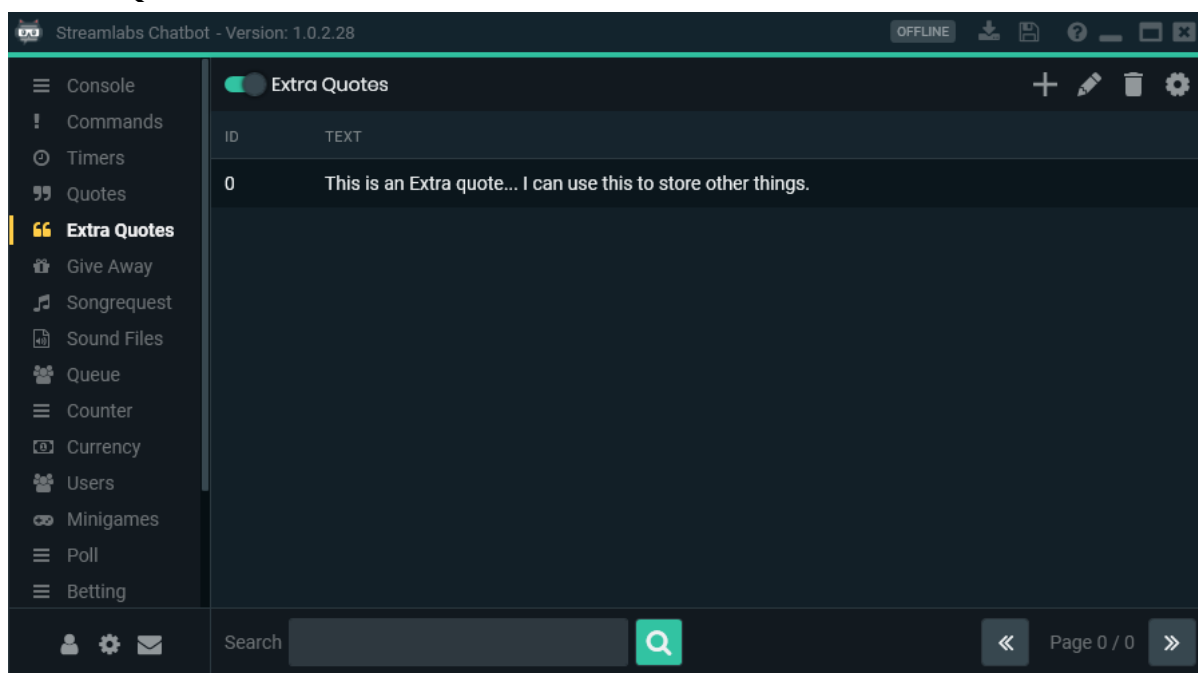 Streamlabs Chatbot - Version: 1.0.2.28
OFFLINE
Console
Commands
Timers
Quotes
Extra Quotes
Give Away
Songrequest
Sound Files
Queue
Counter
Currency
Users
Minigames
Poll
Betting
Extra Quotes
ID TEXT
0 This is an Extra quote... I can use this to store other things.
Search
Page 0 / 0